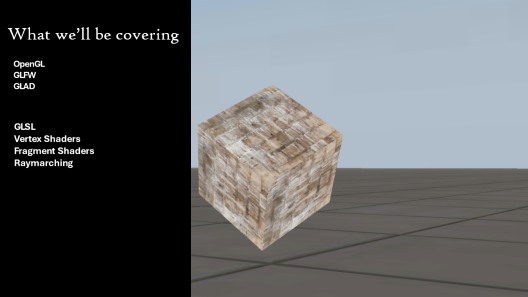 What we'll be covering
OpenGL
GLFW
GLAD
GLSL
Vertex Shaders
Fragment Shaders
Raymarching